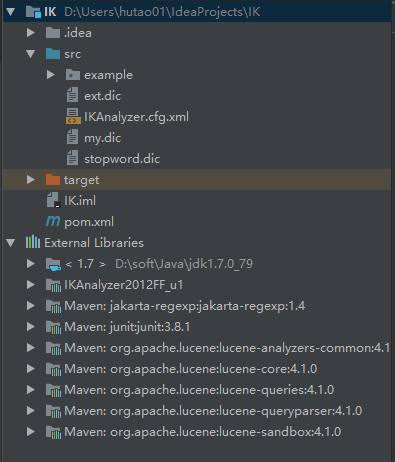 IK D:\Users\hutao01\IdeaProjects\IK
.idea
src
example
ext.dic
IKAnalyzer.cfg.xml
my.dic
stopword.dic
target
IK.iml
pom.xml
External Libraries
< 1.7 > D:\soft\Java\jdk1.7.0_79
IKAnalyzer2012FF_u1
Maven: jakarta-regexp:jakarta-regexp:1.4
Maven: junit:junit:3.8.1
Maven: org.apache.lucene:lucene-analyzers-common:4.1
Maven: org.apache.lucene:lucene-core:4.1.0
Maven: org.apache.lucene:lucene-queries:4.1.0
Maven: org.apache.lucene:lucene-queryparser:4.1.0
Maven: org.apache.lucene:lucene-sandbox:4.1.0